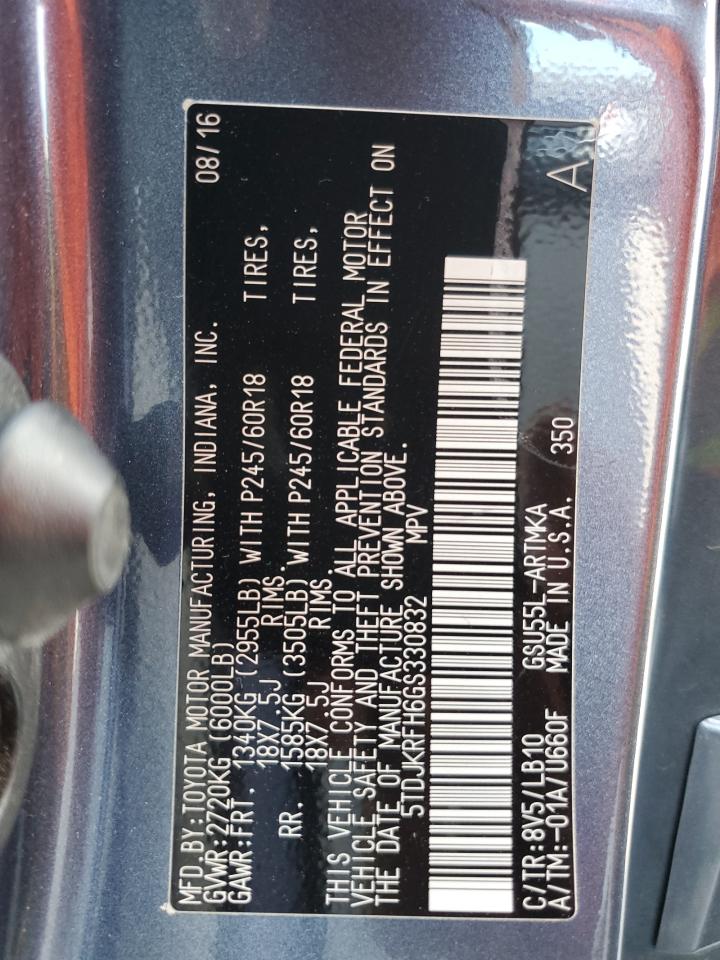 MFD.BY:TOYOTA MOTOR MANUFACTURING, INDIANA, INC. 08/16
GVWR:2720KG (6000LB)
GAWR:FRT. 1340KG (2955LB) WITH P245/60R18 TIRES,
18X7.5J RIMS.
RR. 1585KG (3505LB) WITH P245/60R18 TIRES,
18X7.5J RIMS.
THIS VEHICLE CONFORMS TO ALL APPLICABLE FEDERAL MOTOR
VEHICLE SAFETY AND THEFT PREVENTION STANDARDS IN EFFECT ON
THE DATE OF MANUFACTURE SHOWN ABOVE.
5TDJKRFH6GS330832 MPV
C/TR:8V5/LB10 GSU55L-ARTMKA
A/TM:-01A/U660F MADE IN U.S.A. 350
A